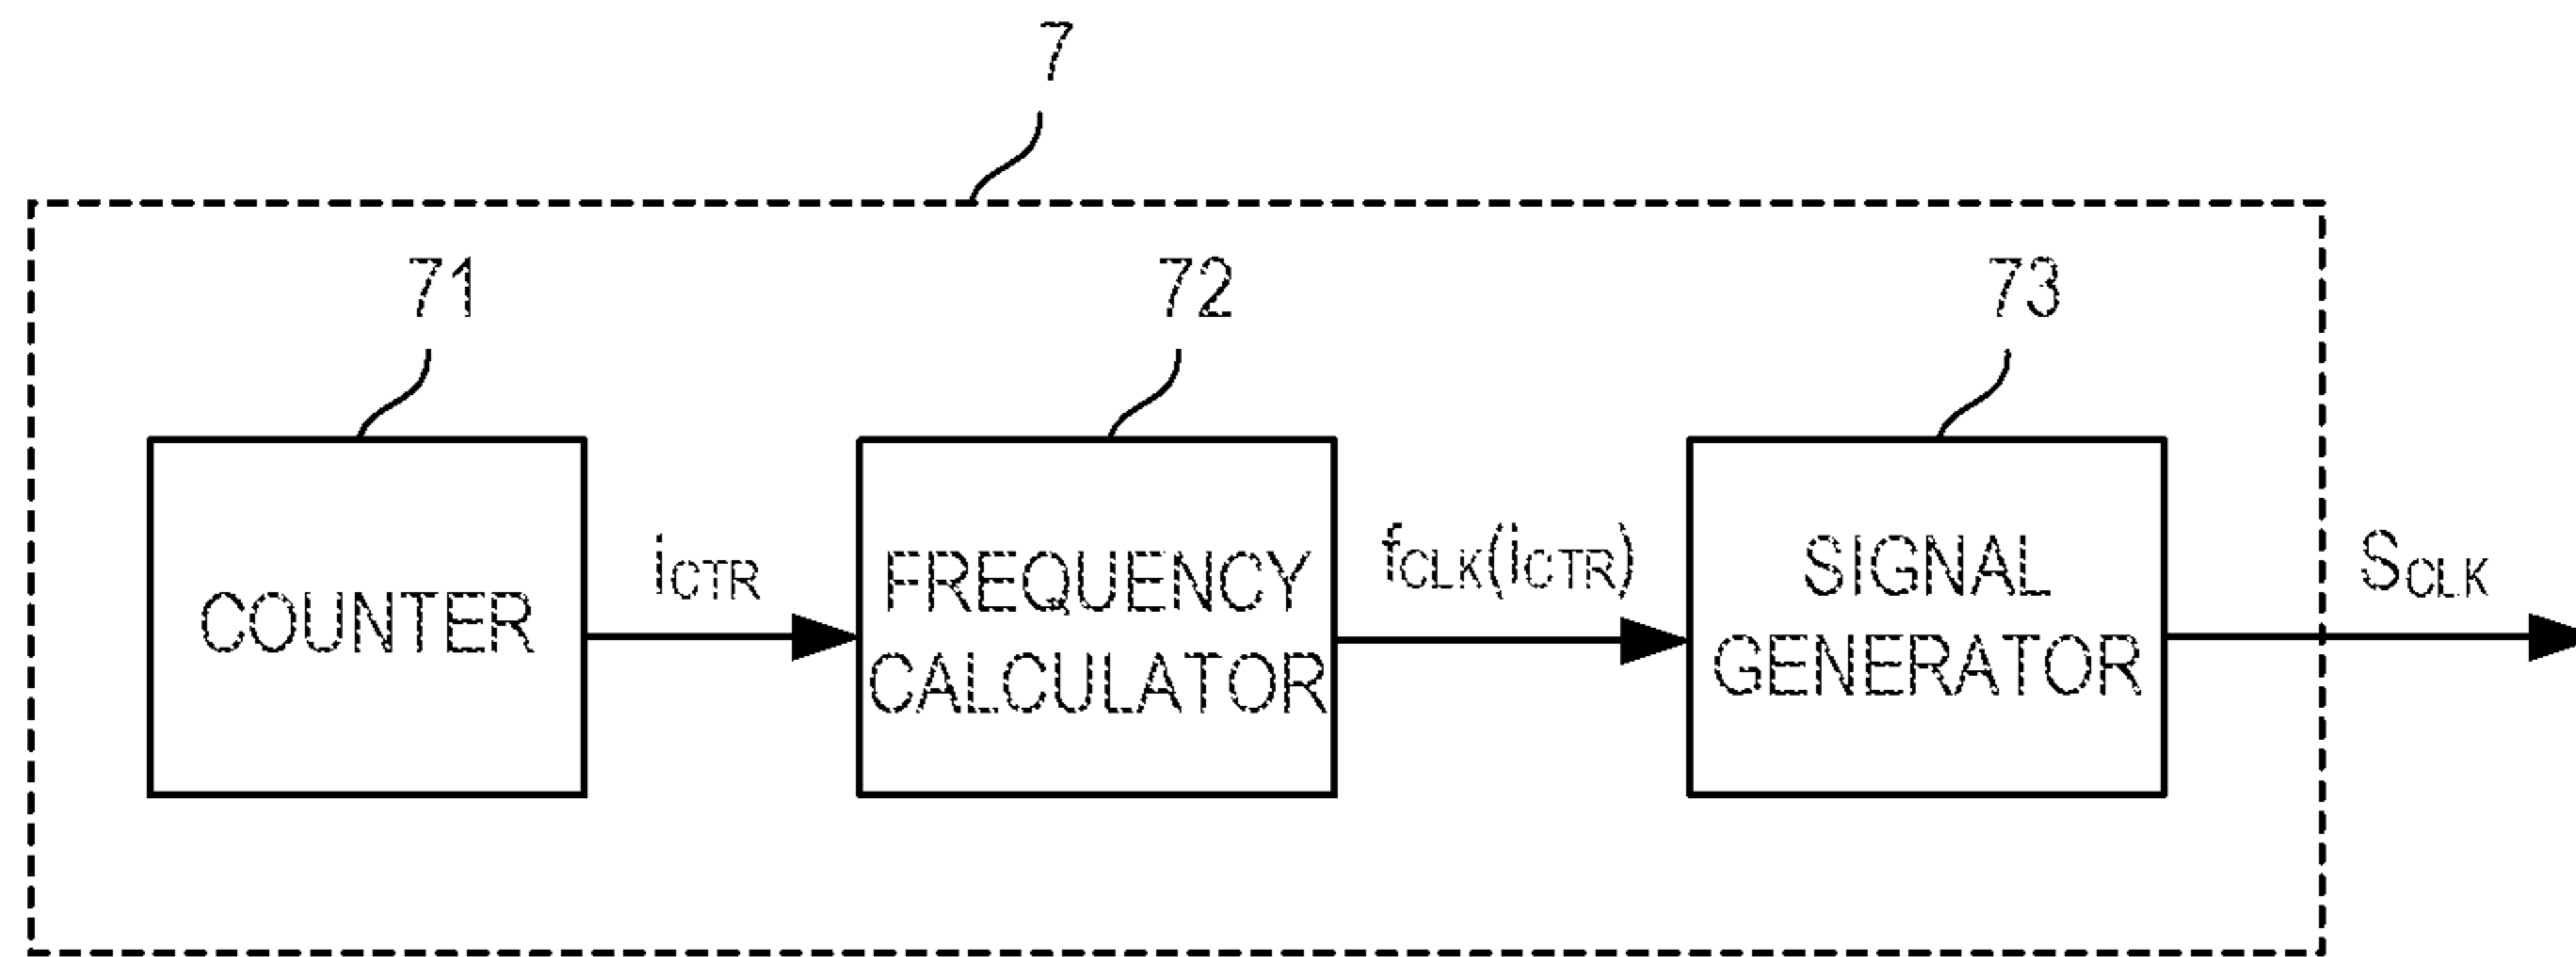 7
71
72
73
COUNTER
iCTR
FREQUENCY
CALCULATOR
fCLK(iCTR)
SIGNAL
GENERATOR
SCLK